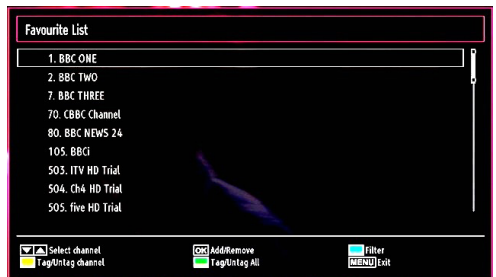 Favourite List
1. BBC ONE
2. BBC TWO
7. BBC THREE
70. CBBC Channel
80. BBC NEWS 24
105. BBCi
503. ITV HD Trial
504. Ch4 HD Trial
505. five HD Trial
Select channel OK Add/Remove Filter
Tag/Untag channel Tag/Untag All MENU Exit